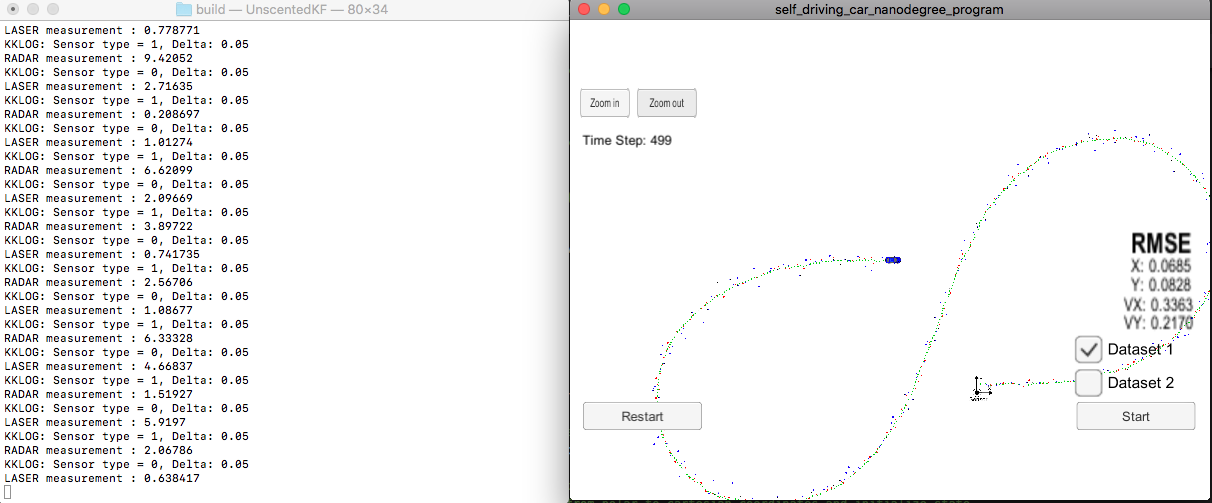 build — UnscentedKF — 80×34
LASER measurement : 0.778771
KKLOG: Sensor type = 1, Delta: 0.05
RADAR measurement : 9.42052
KKLOG: Sensor type = 0, Delta: 0.05
LASER measurement : 2.71635
KKLOG: Sensor type = 1, Delta: 0.05
RADAR measurement : 0.208697
KKLOG: Sensor type = 0, Delta: 0.05
LASER measurement : 1.01274
KKLOG: Sensor type = 1, Delta: 0.05
RADAR measurement : 6.62099
KKLOG: Sensor type = 0, Delta: 0.05
LASER measurement : 2.09669
KKLOG: Sensor type = 1, Delta: 0.05
RADAR measurement : 3.89722
KKLOG: Sensor type = 0, Delta: 0.05
LASER measurement : 0.741735
KKLOG: Sensor type = 1, Delta: 0.05
RADAR measurement : 2.56706
KKLOG: Sensor type = 0, Delta: 0.05
LASER measurement : 1.08677
KKLOG: Sensor type = 1, Delta: 0.05
RADAR measurement : 6.33328
KKLOG: Sensor type = 0, Delta: 0.05
LASER measurement : 4.66837
KKLOG: Sensor type = 1, Delta: 0.05
RADAR measurement : 1.51927
KKLOG: Sensor type = 0, Delta: 0.05
LASER measurement : 5.9197
KKLOG: Sensor type = 1, Delta: 0.05
RADAR measurement : 2.06786
KKLOG: Sensor type = 0, Delta: 0.05
LASER measurement : 0.638417
self_driving_car_nanodegree_program
Zoom in Zoom out
Time Step: 499
RMSE
X: 0.0685
Y: 0.0828
VX: 0.3363
VY: 0.2170
Dataset 1
Dataset 2
Restart
Start